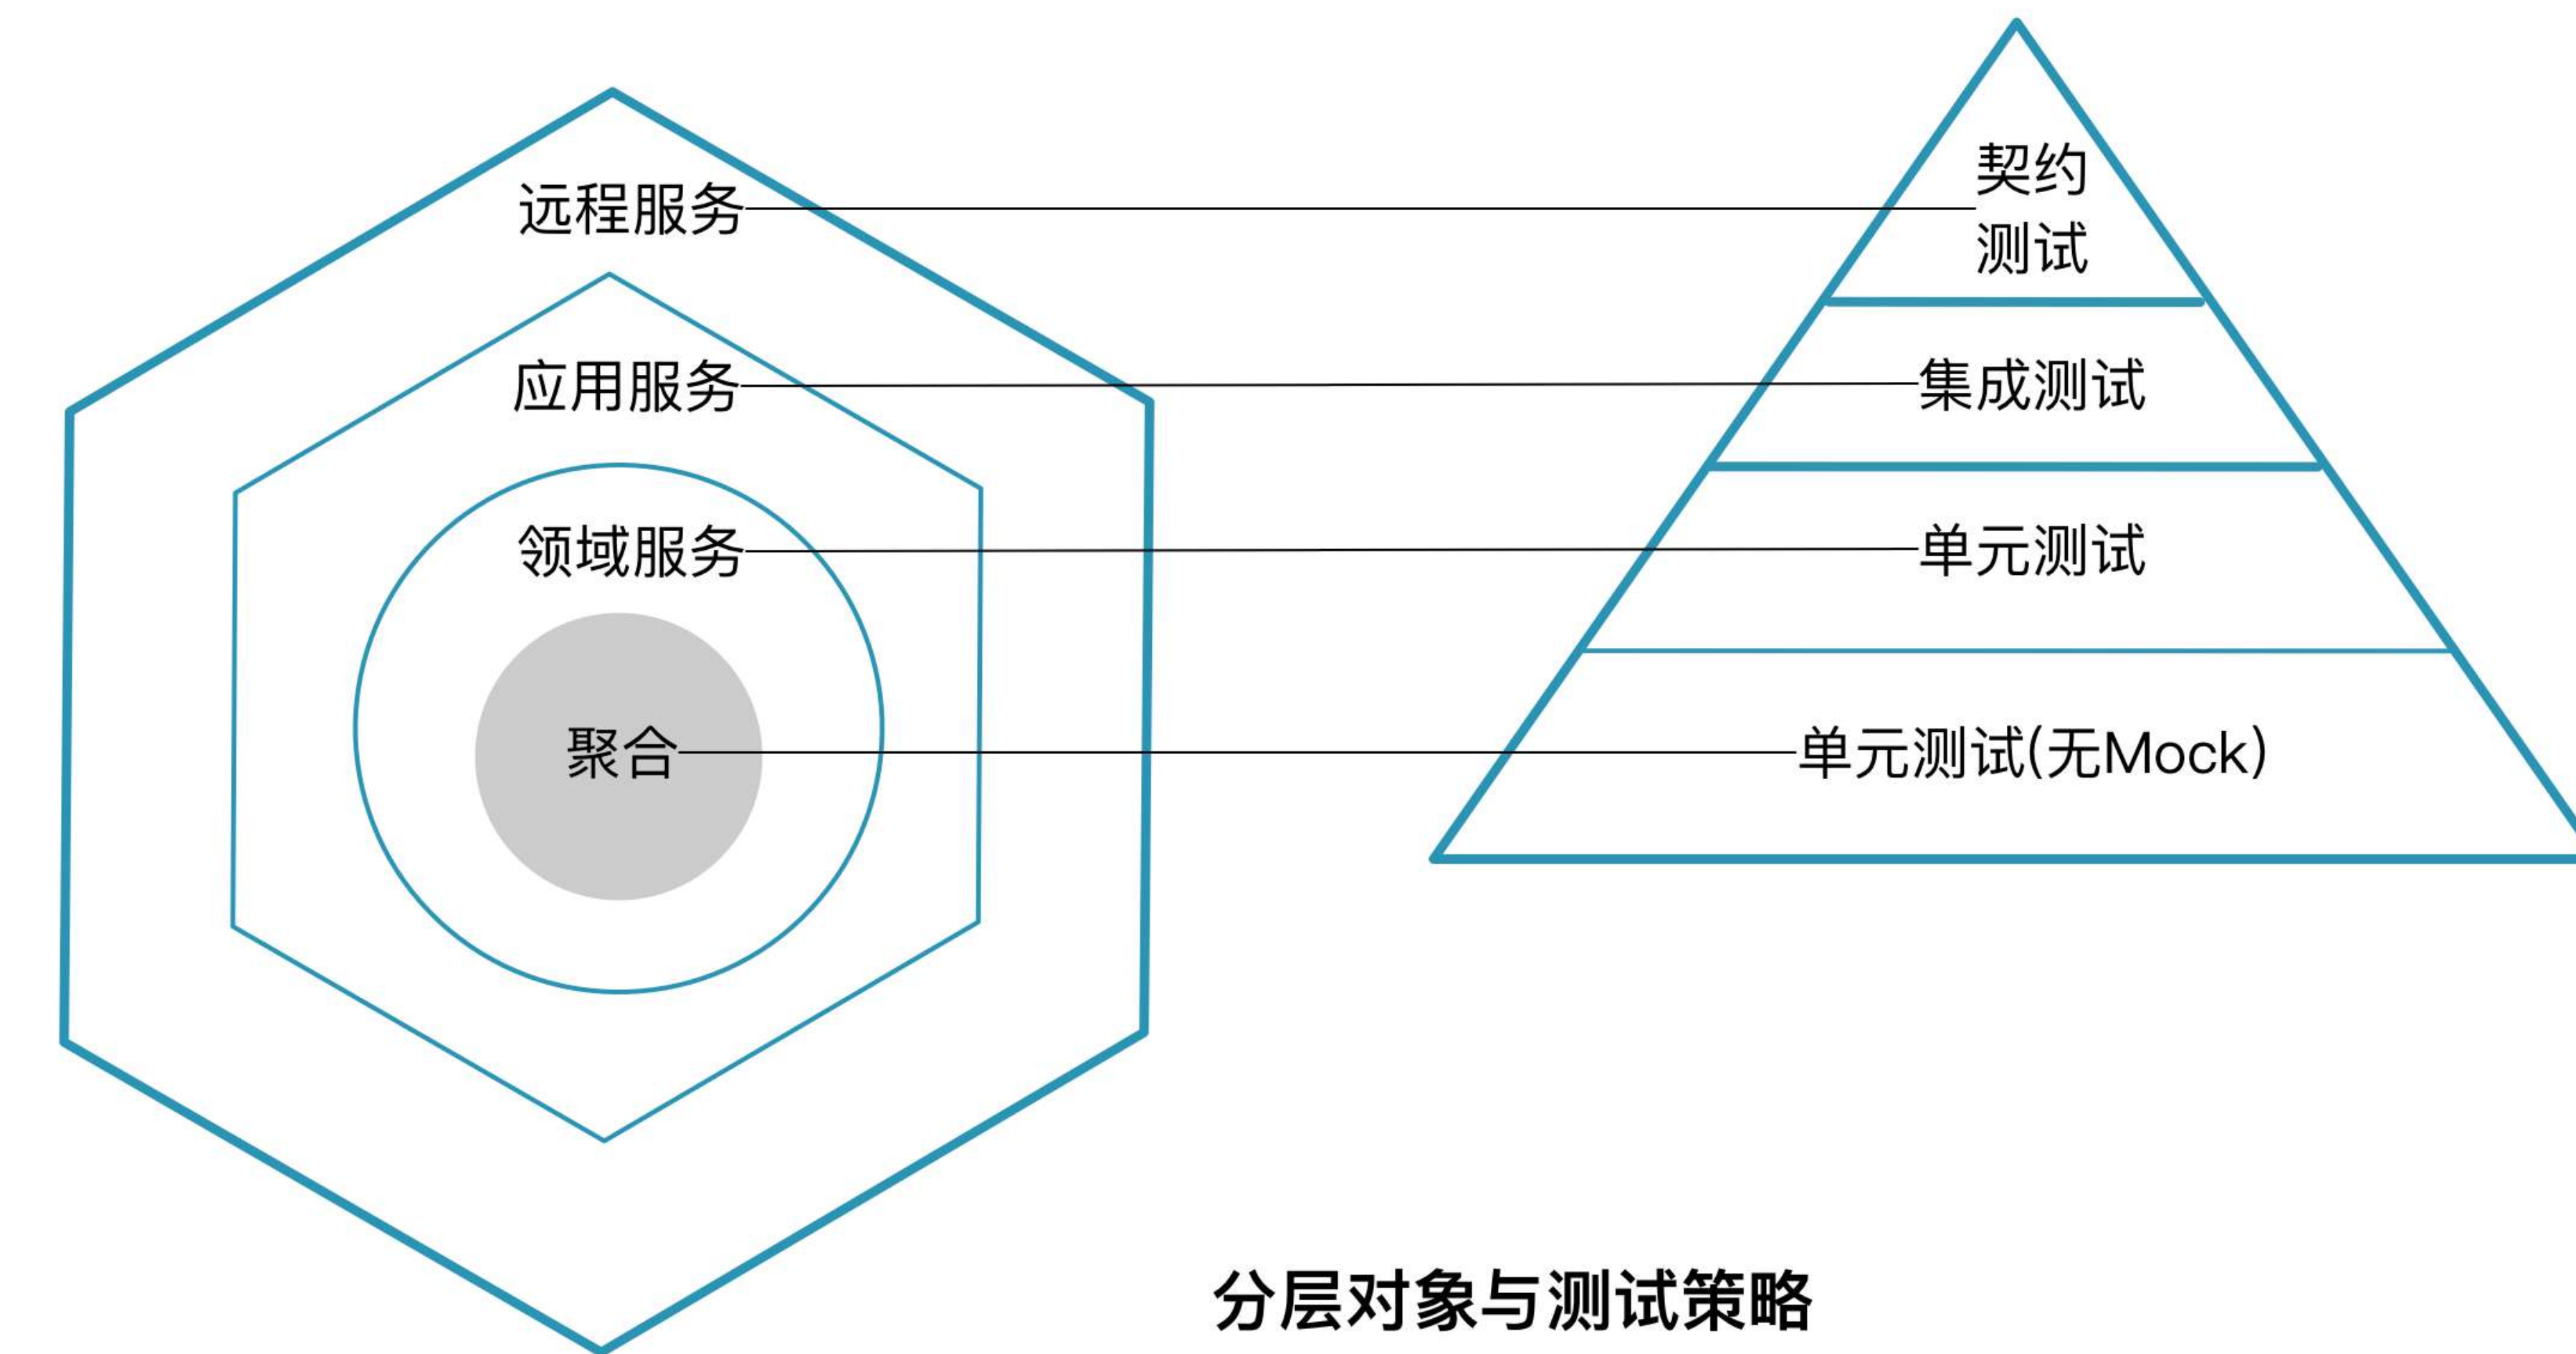 远程服务
应用服务
领域服务
聚合
契约
测试
集成测试
单元测试
单元测试(无Mock)
分层对象与测试策略